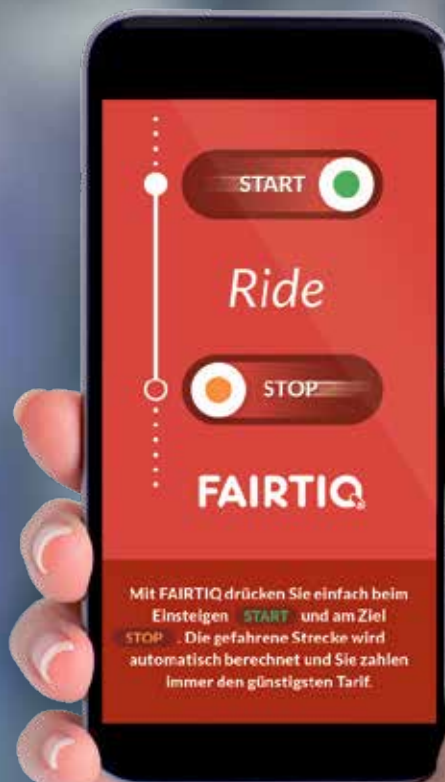 START
Ride
STOP
FAIRTIQ
Mit FAIRTIQ drücken Sie einfach beim
Einsteigen START und am Ziel
STOP . Die gefahrene Strecke wird
automatisch berechnet und Sie zahlen
immer den günstigsten Tarif.